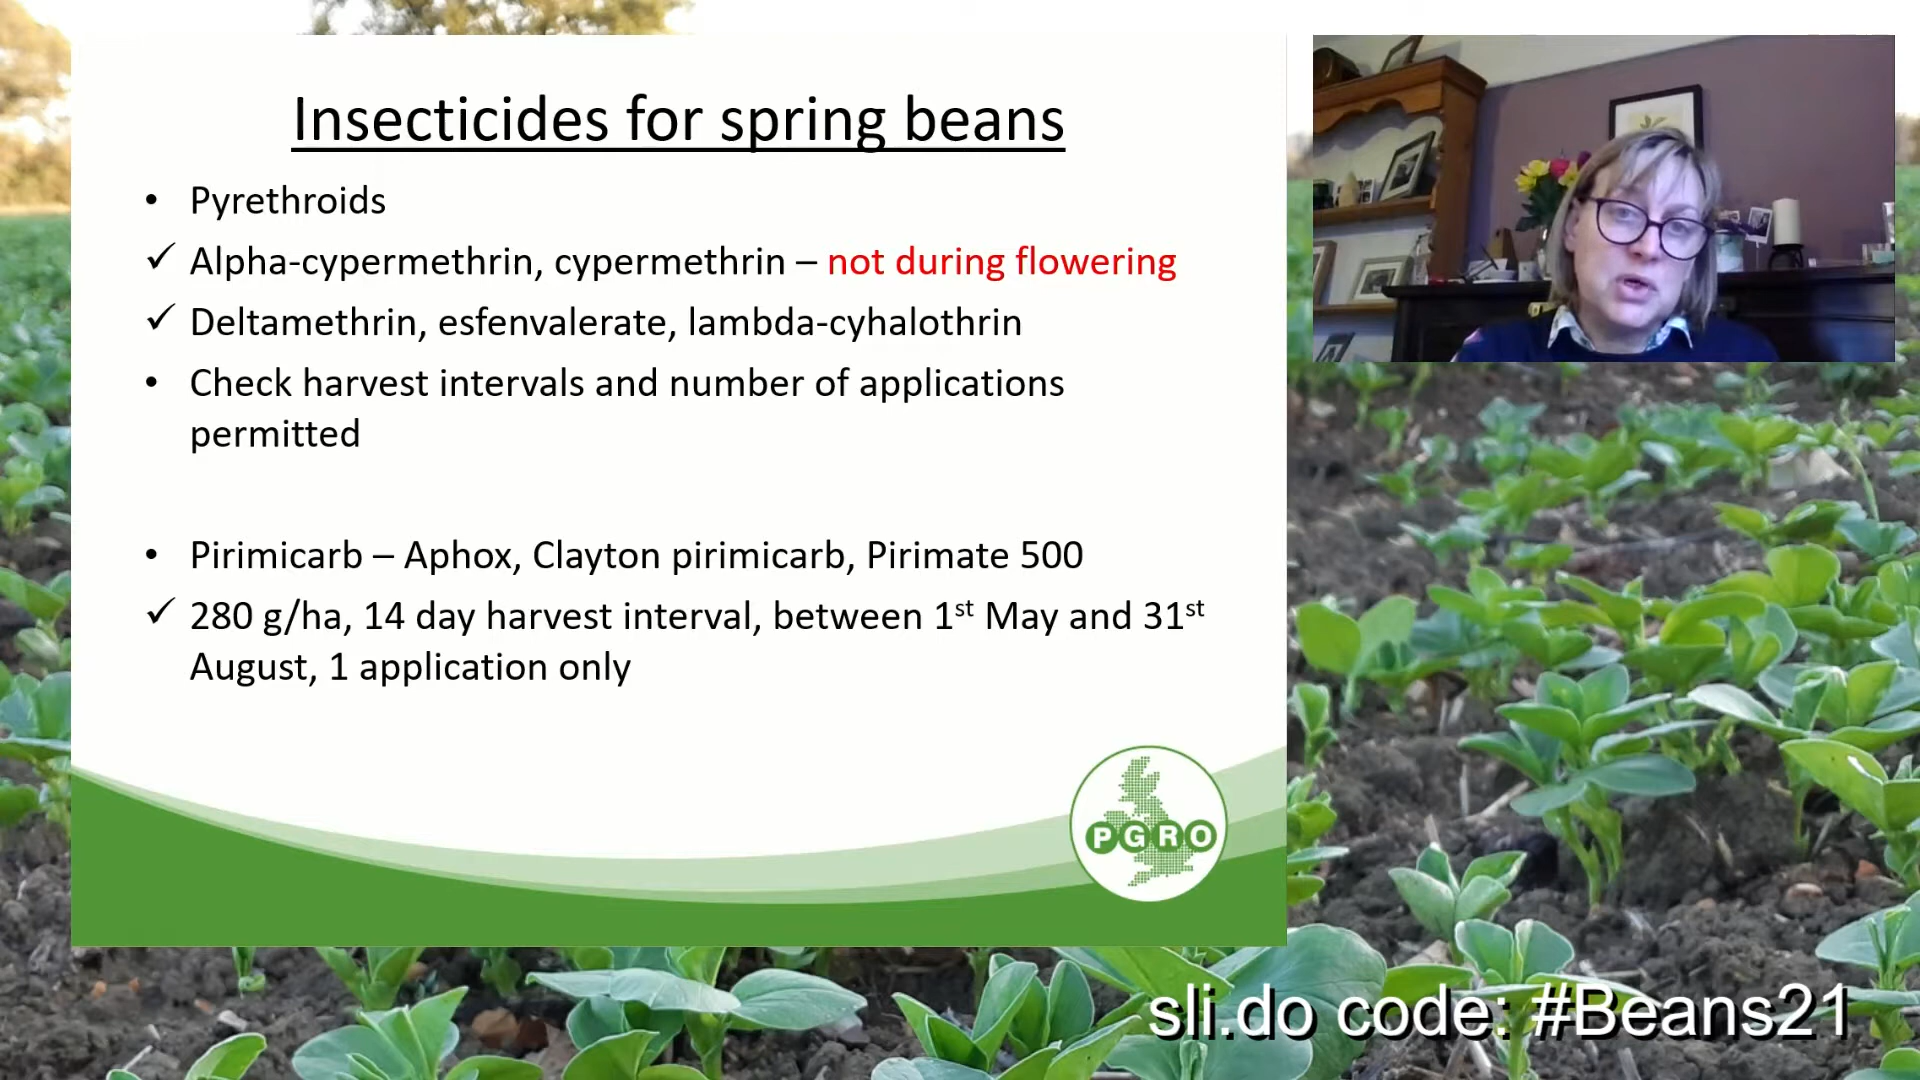 Insecticides for spring beans
• Pyrethroids
✓ Alpha-cypermethrin, cypermethrin – not during flowering
✓ Deltamethrin, esfenvalerate, lambda-cyhalothrin
• Check harvest intervals and number of applications
permitted
• Pirimicarb – Aphox, Clayton pirimicarb, Pirimate 500
✓ 280 g/ha, 14 day harvest interval, between 1st May and 31st
August, 1 application only
PGRO
sli.do code: #Beans21